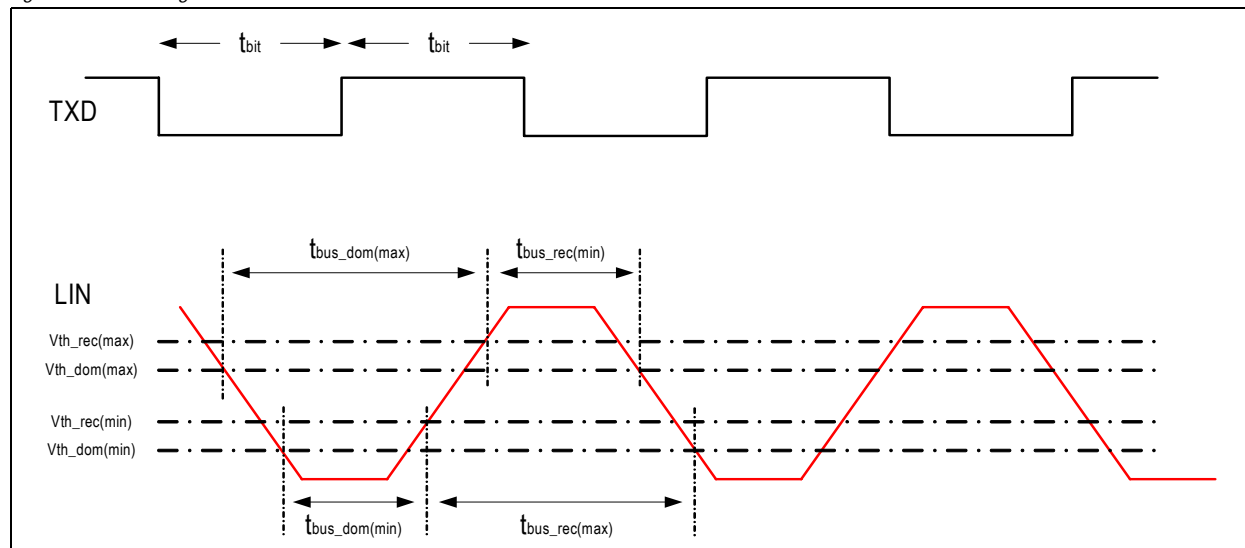 tbit
tbit
TXD
tbus_dom(max)
tbus_rec(min)
LIN
Vth_rec(max)
Vth_dom(max)
Vth_rec(min)
Vth_dom(min)
tbus_dom(min)
tbus_rec(max)